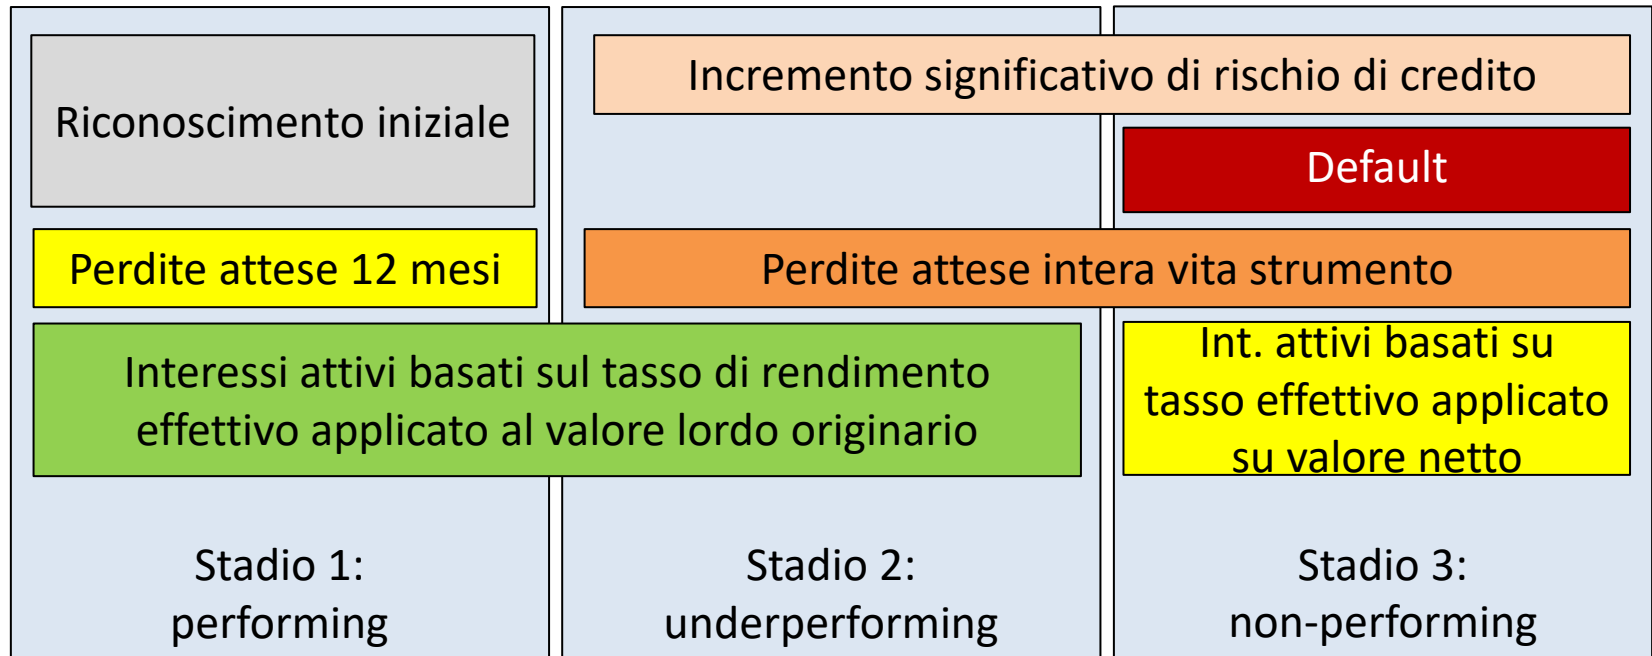 Riconoscimento iniziale
Incremento significativo di rischio di credito
Default
Perdite attese 12 mesi
Perdite attese intera vita strumento
Interessi attivi basati sul tasso di rendimento
effettivo applicato al valore lordo originario
Int. attivi basati su
tasso effettivo applicato
su valore netto
Stadio 1:
performing
Stadio 2:
underperforming
Stadio 3:
non-performing